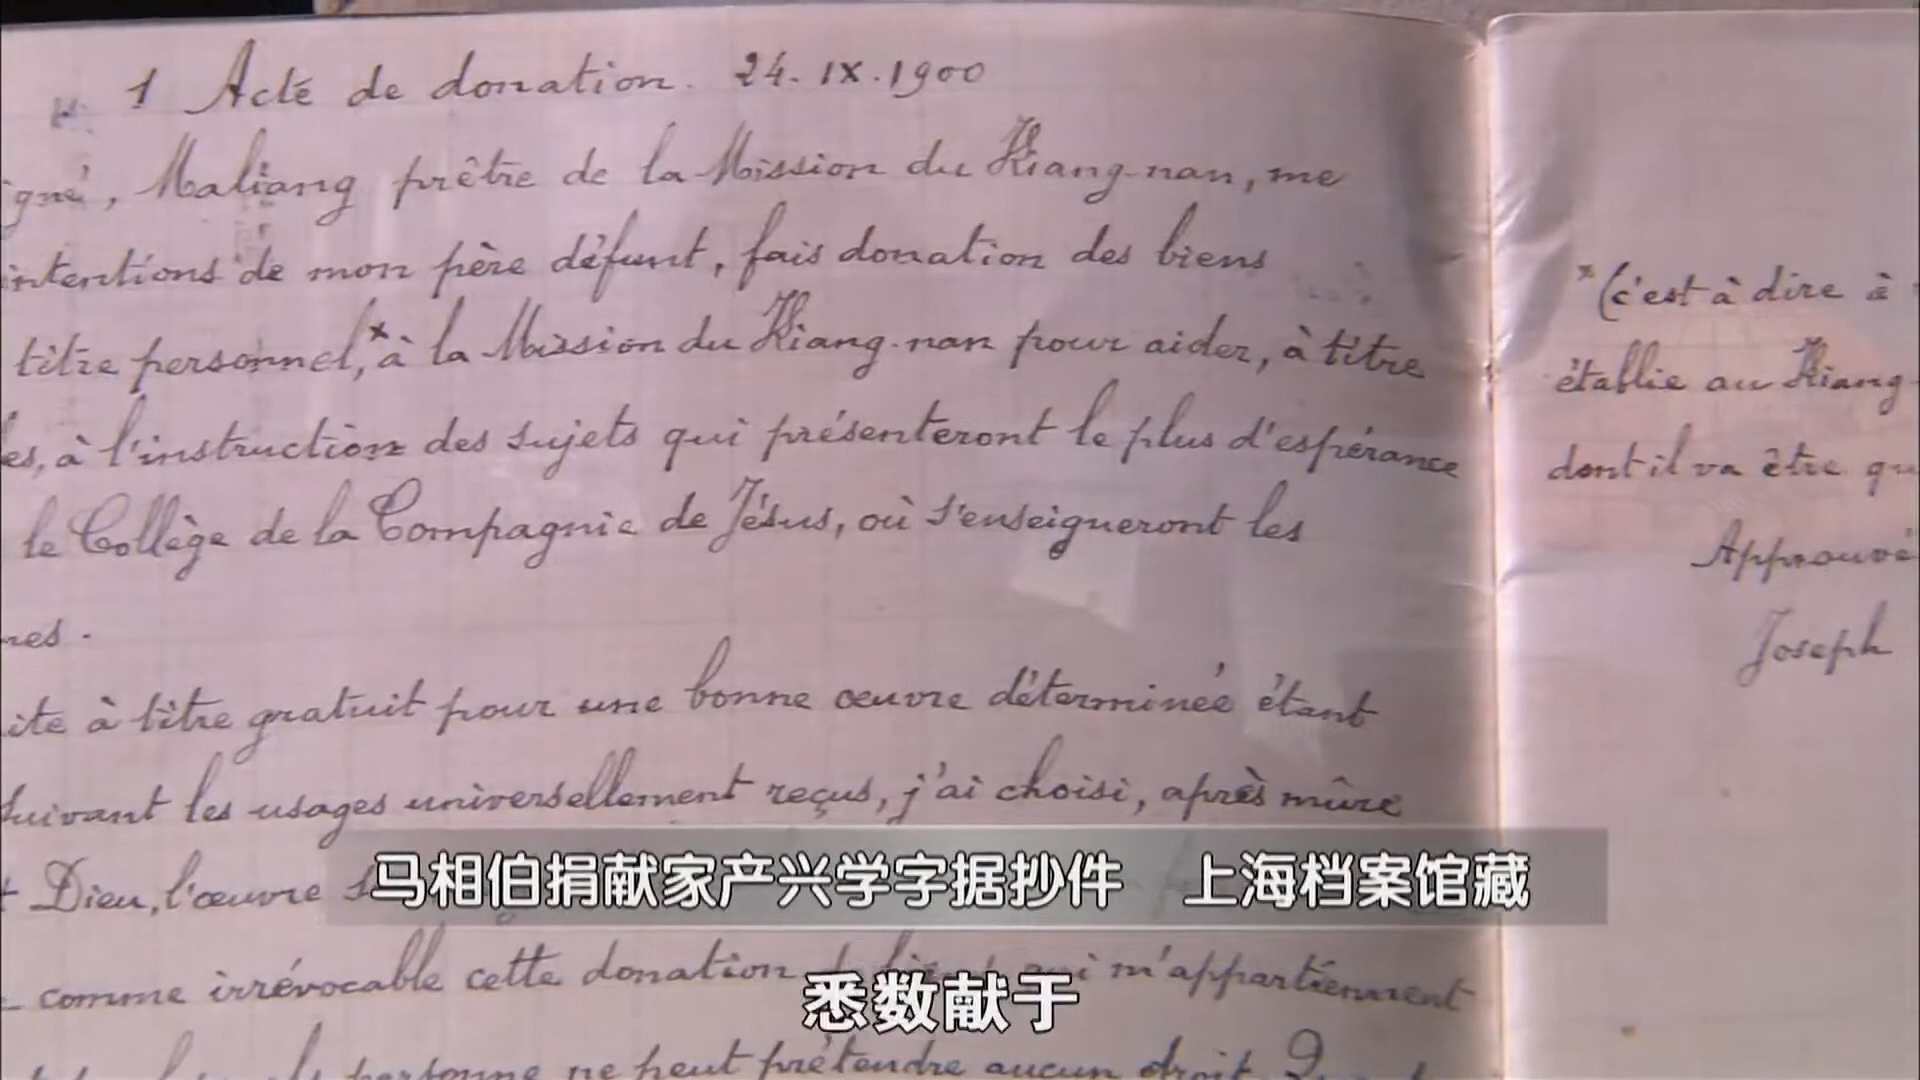 1 Acte de donation. 24. IX. 1900
igné, Maliang prêtre de la Mission du Kiang-nan, me
intentions de mon père défunt, fais donation des biens
titre personnel,* à la Mission du Kiang-nan pour aider, à titre
es, à l'instruction des sujets qui présenteront le plus d'espérance
le Collège de la Compagnie de Jésus, où s'enseigneront les
res.
ite à titre gratuit pour une bonne œuvre déterminée étant
suivant les usages universellement reçus, j'ai choisi, après mûre
Dieu, l'œuvre
comme irrévocable cette donation qui m'appartiennent
personne ne peut prétendre aucun droit.
*(c'est à dire à
établie au Kiang-
dont il va être qu
Approuvé
Joseph
马相伯捐献家产兴学字据抄件 上海档案馆藏
悉数献于